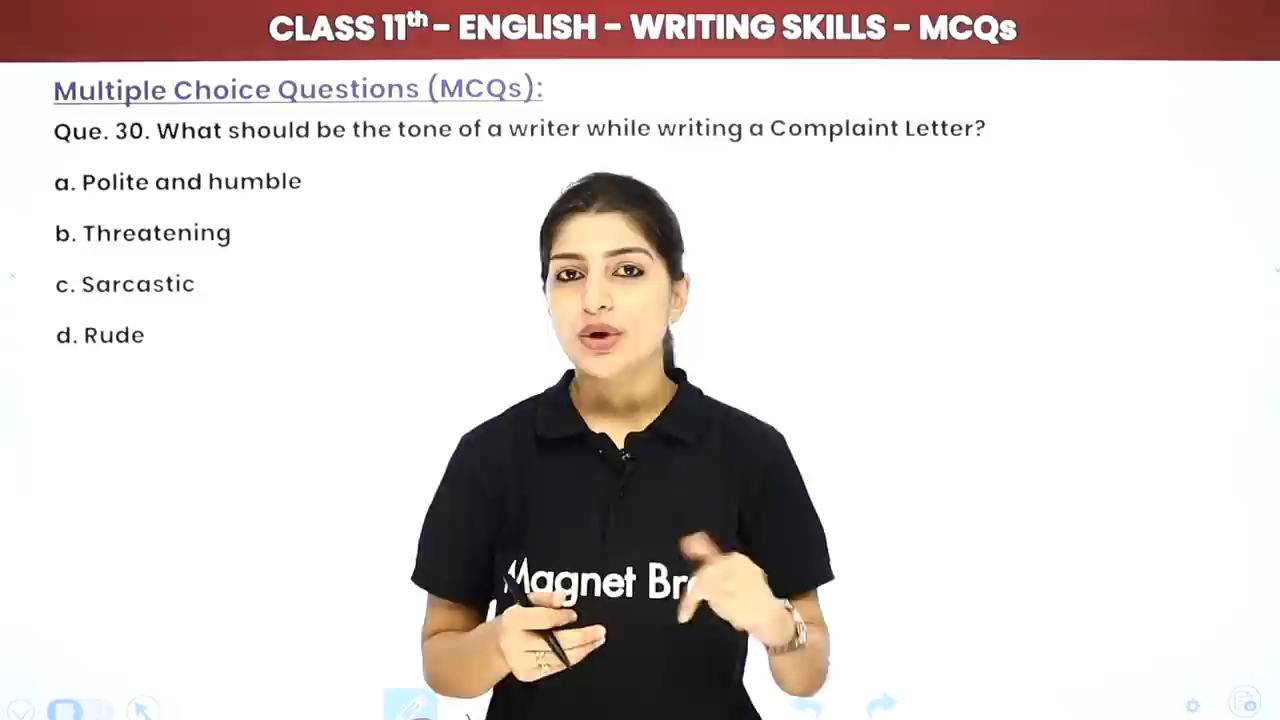 CLASS 11th - ENGLISH - WRITING SKILLS - MCQs
Multiple Choice Questions (MCQs):
Que. 30. What should be the tone of a writer while writing a Complaint Letter?
a. Polite and humble
b. Threatening
c. Sarcastic
d. Rude
Magnet